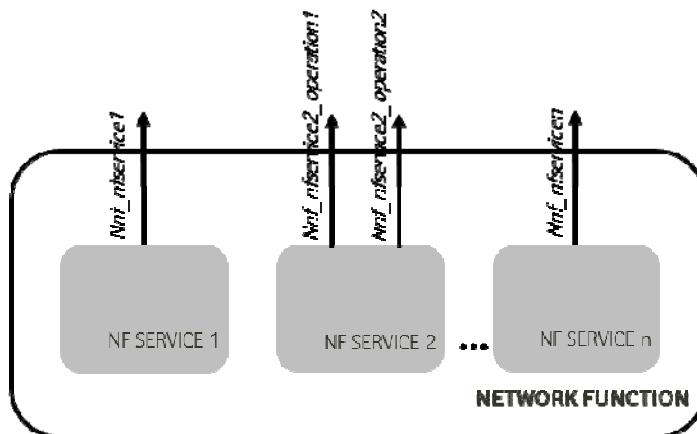 Nnf_nfservice1
Nnf_nfservice2_operation1
Nnf_nfservice2_operation2
Nnf_nfservicen
NF SERVICE 1
NF SERVICE 2
...
NF SERVICE n
NETWORK FUNCTION